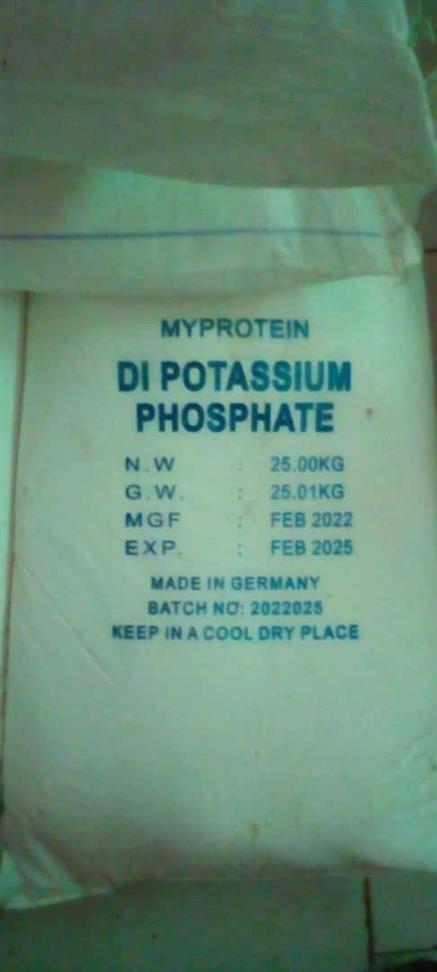 MYPROTEIN
DI POTASSIUM
PHOSPHATE
N.W : 25.00KG
G.W. : 25.01KG
MGF : FEB 2022
EXP. : FEB 2025
MADE IN GERMANY
BATCH NO: 2022025
KEEP IN A COOL DRY PLACE